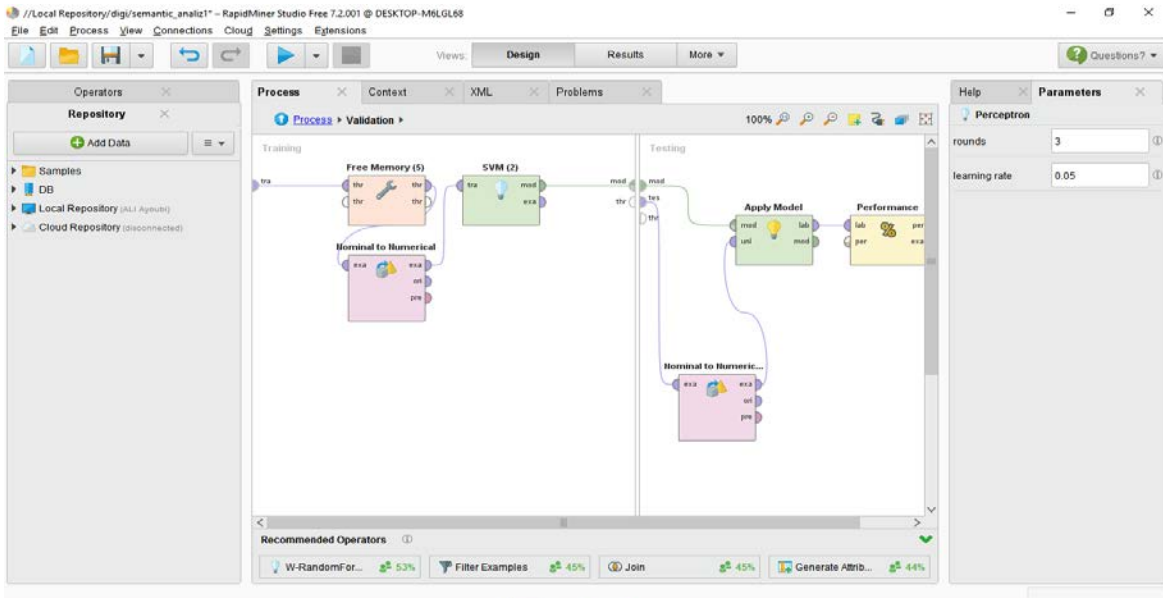 //Local Repository/digi/semantic_analiz1* – RapidMiner Studio Free 7.2.001 @ DESKTOP-M6LGL68
File Edit Process View Connections Cloud Settings Extensions
Views: Design Results More Questions?
Operators
Repository
Add Data
Samples
DB
Local Repository (ALI Ayoubi)
Cloud Repository (disconnected)
Process Context XML Problems
Process Validation 100%
Training
Testing
Free Memory (5)
tra thr thr
thr thr
SVM (2)
tra mod
exa
mod mod
thr tes
thr
Nominal to Numerical
exa exa
ori
pre
Apply Model
mod lab
unl mod
Performance
lab per
per exa
Nominal to Numeric...
exa exa
ori
pre
Recommended Operators
W-RandomFor... 53% Filter Examples 45% Join 45% Generate Attrib... 44%
Help Parameters
Perceptron
rounds 3
learning rate 0.05